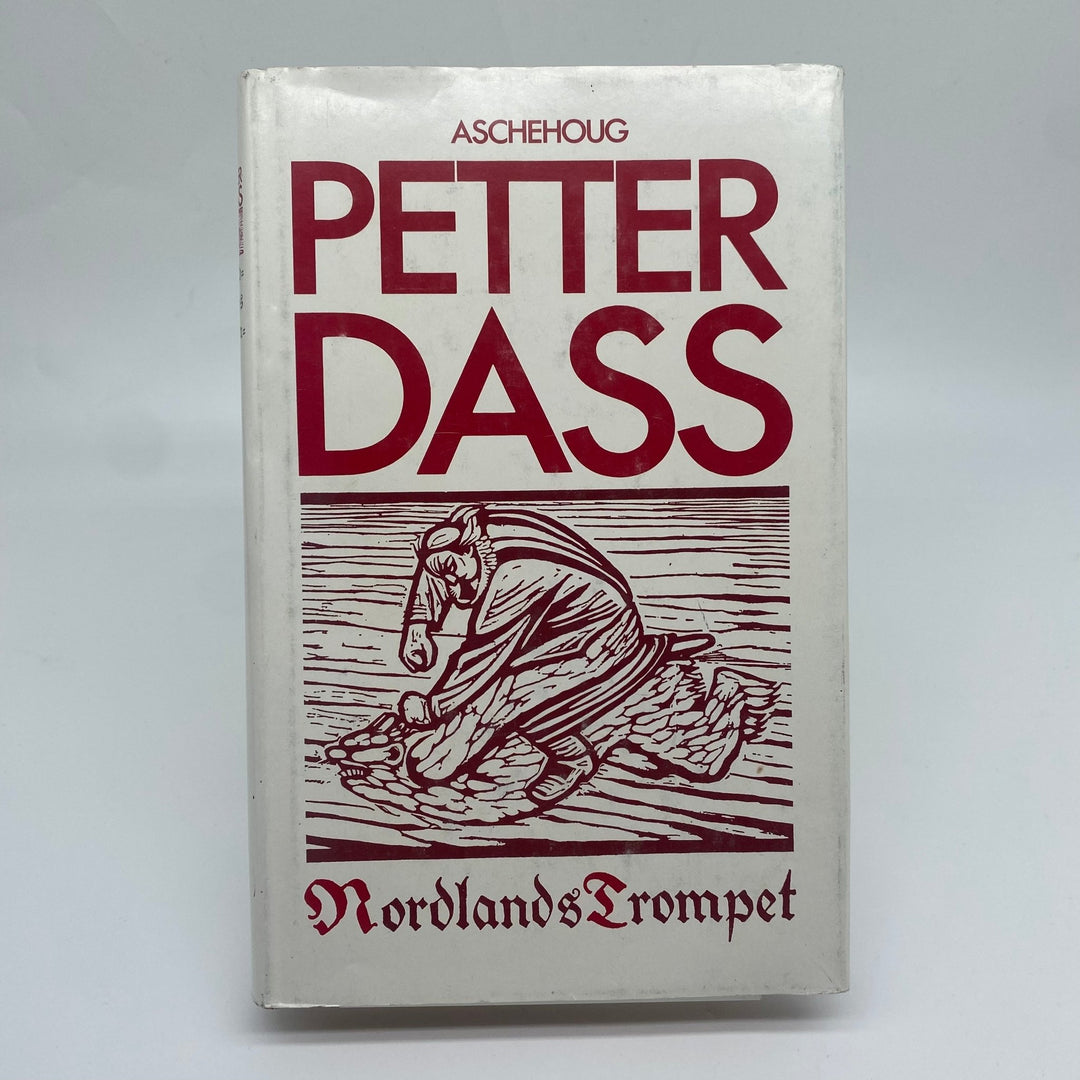 ASCHEHOUG
PETTER
DASS
NordlandsTrompet